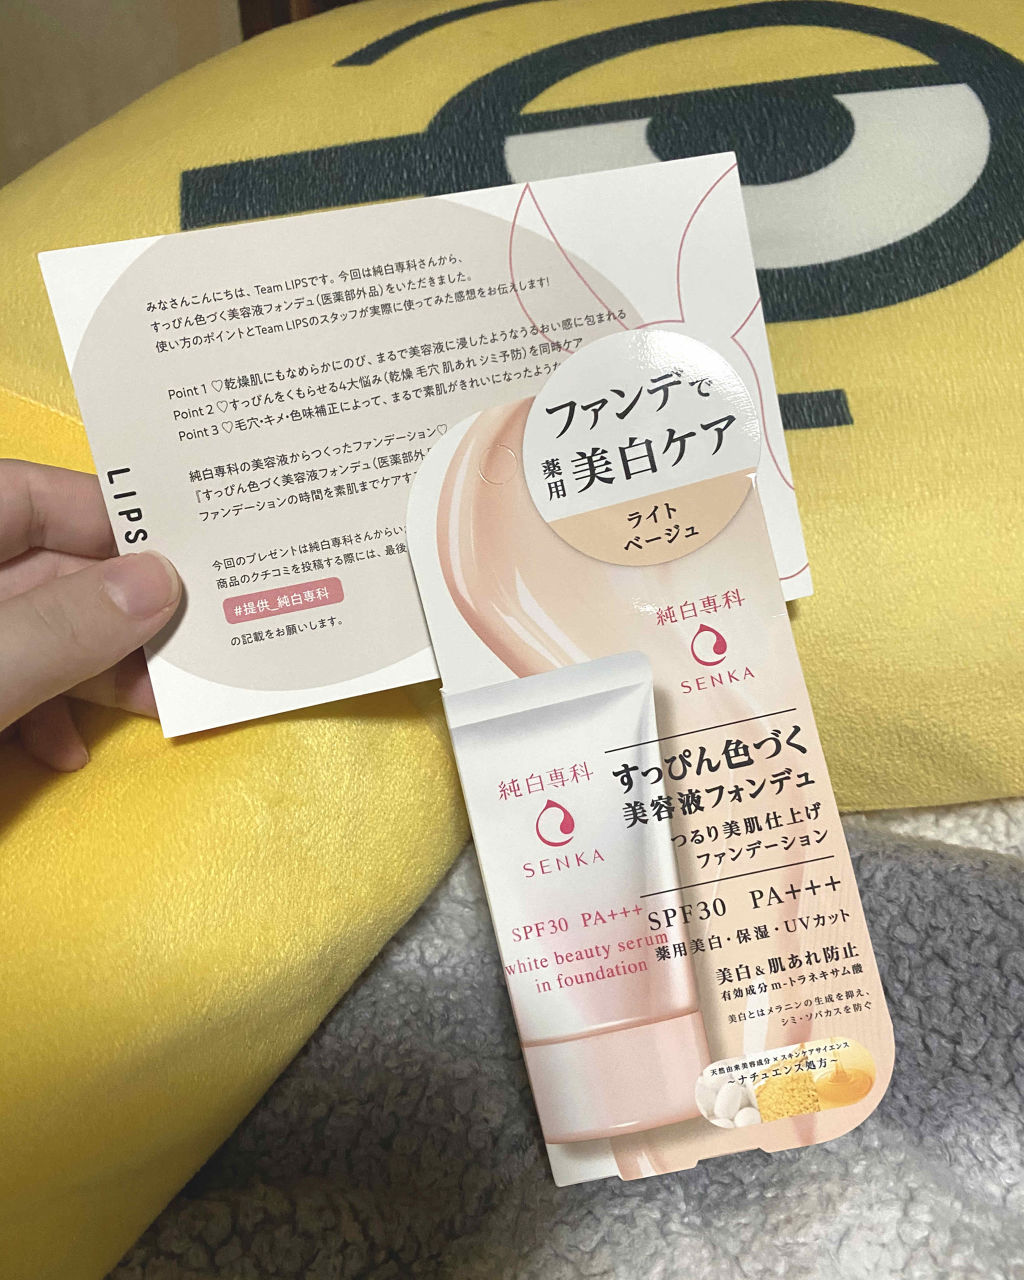 みなさんこんにちは、Team LIPSです。今回は純白専科さんから、
すっぴん色づく美容液フォンデュ(医薬部外品)をいただきました。
使い方のポイントとTeam LIPSのスタッフが実際に使ってみた感想をお伝えします!
Point 1 ♡乾燥肌にもなめらかにのび、まるで美容液に浸したようなうるおい感に包まれる
Point 2 ♡すっぴんをくもらせる4大悩み(乾燥 毛穴 肌あれ シミ予防)を同時ケア
Point 3 ♡毛穴・キメ・色味補正によって、まるで素肌がきれいになったような
純白専科の美容液からつくったファンデーション♡
『すっぴん色づく美容液フォンデュ(医薬部外
ファンデーションの時間を素肌までケアす
今回のプレゼントは純白専科さんからい
商品のクチコミを投稿する際には、最後
#提供_純白専科
の記載をお願いします。
LIPS
ファンデで
薬用 美白ケア
ライト
ベージュ
純白専科
SENKA
すっぴん色づく
美容液フォンデュ
つるり美肌仕上げ
ファンデーション
SPF30 PA+++
薬用美白・保湿・UVカット
美白&肌あれ防止
有効成分 m-トラネキサム酸
美白とはメラニンの生成を抑え、
シミ・ソバカスを防ぐ
天然由来美容成分×スキンケアサイエンス
~ナチュエンス処方~
純白専科
SENKA
SPF30 PA+++
white beauty serum
in foundation